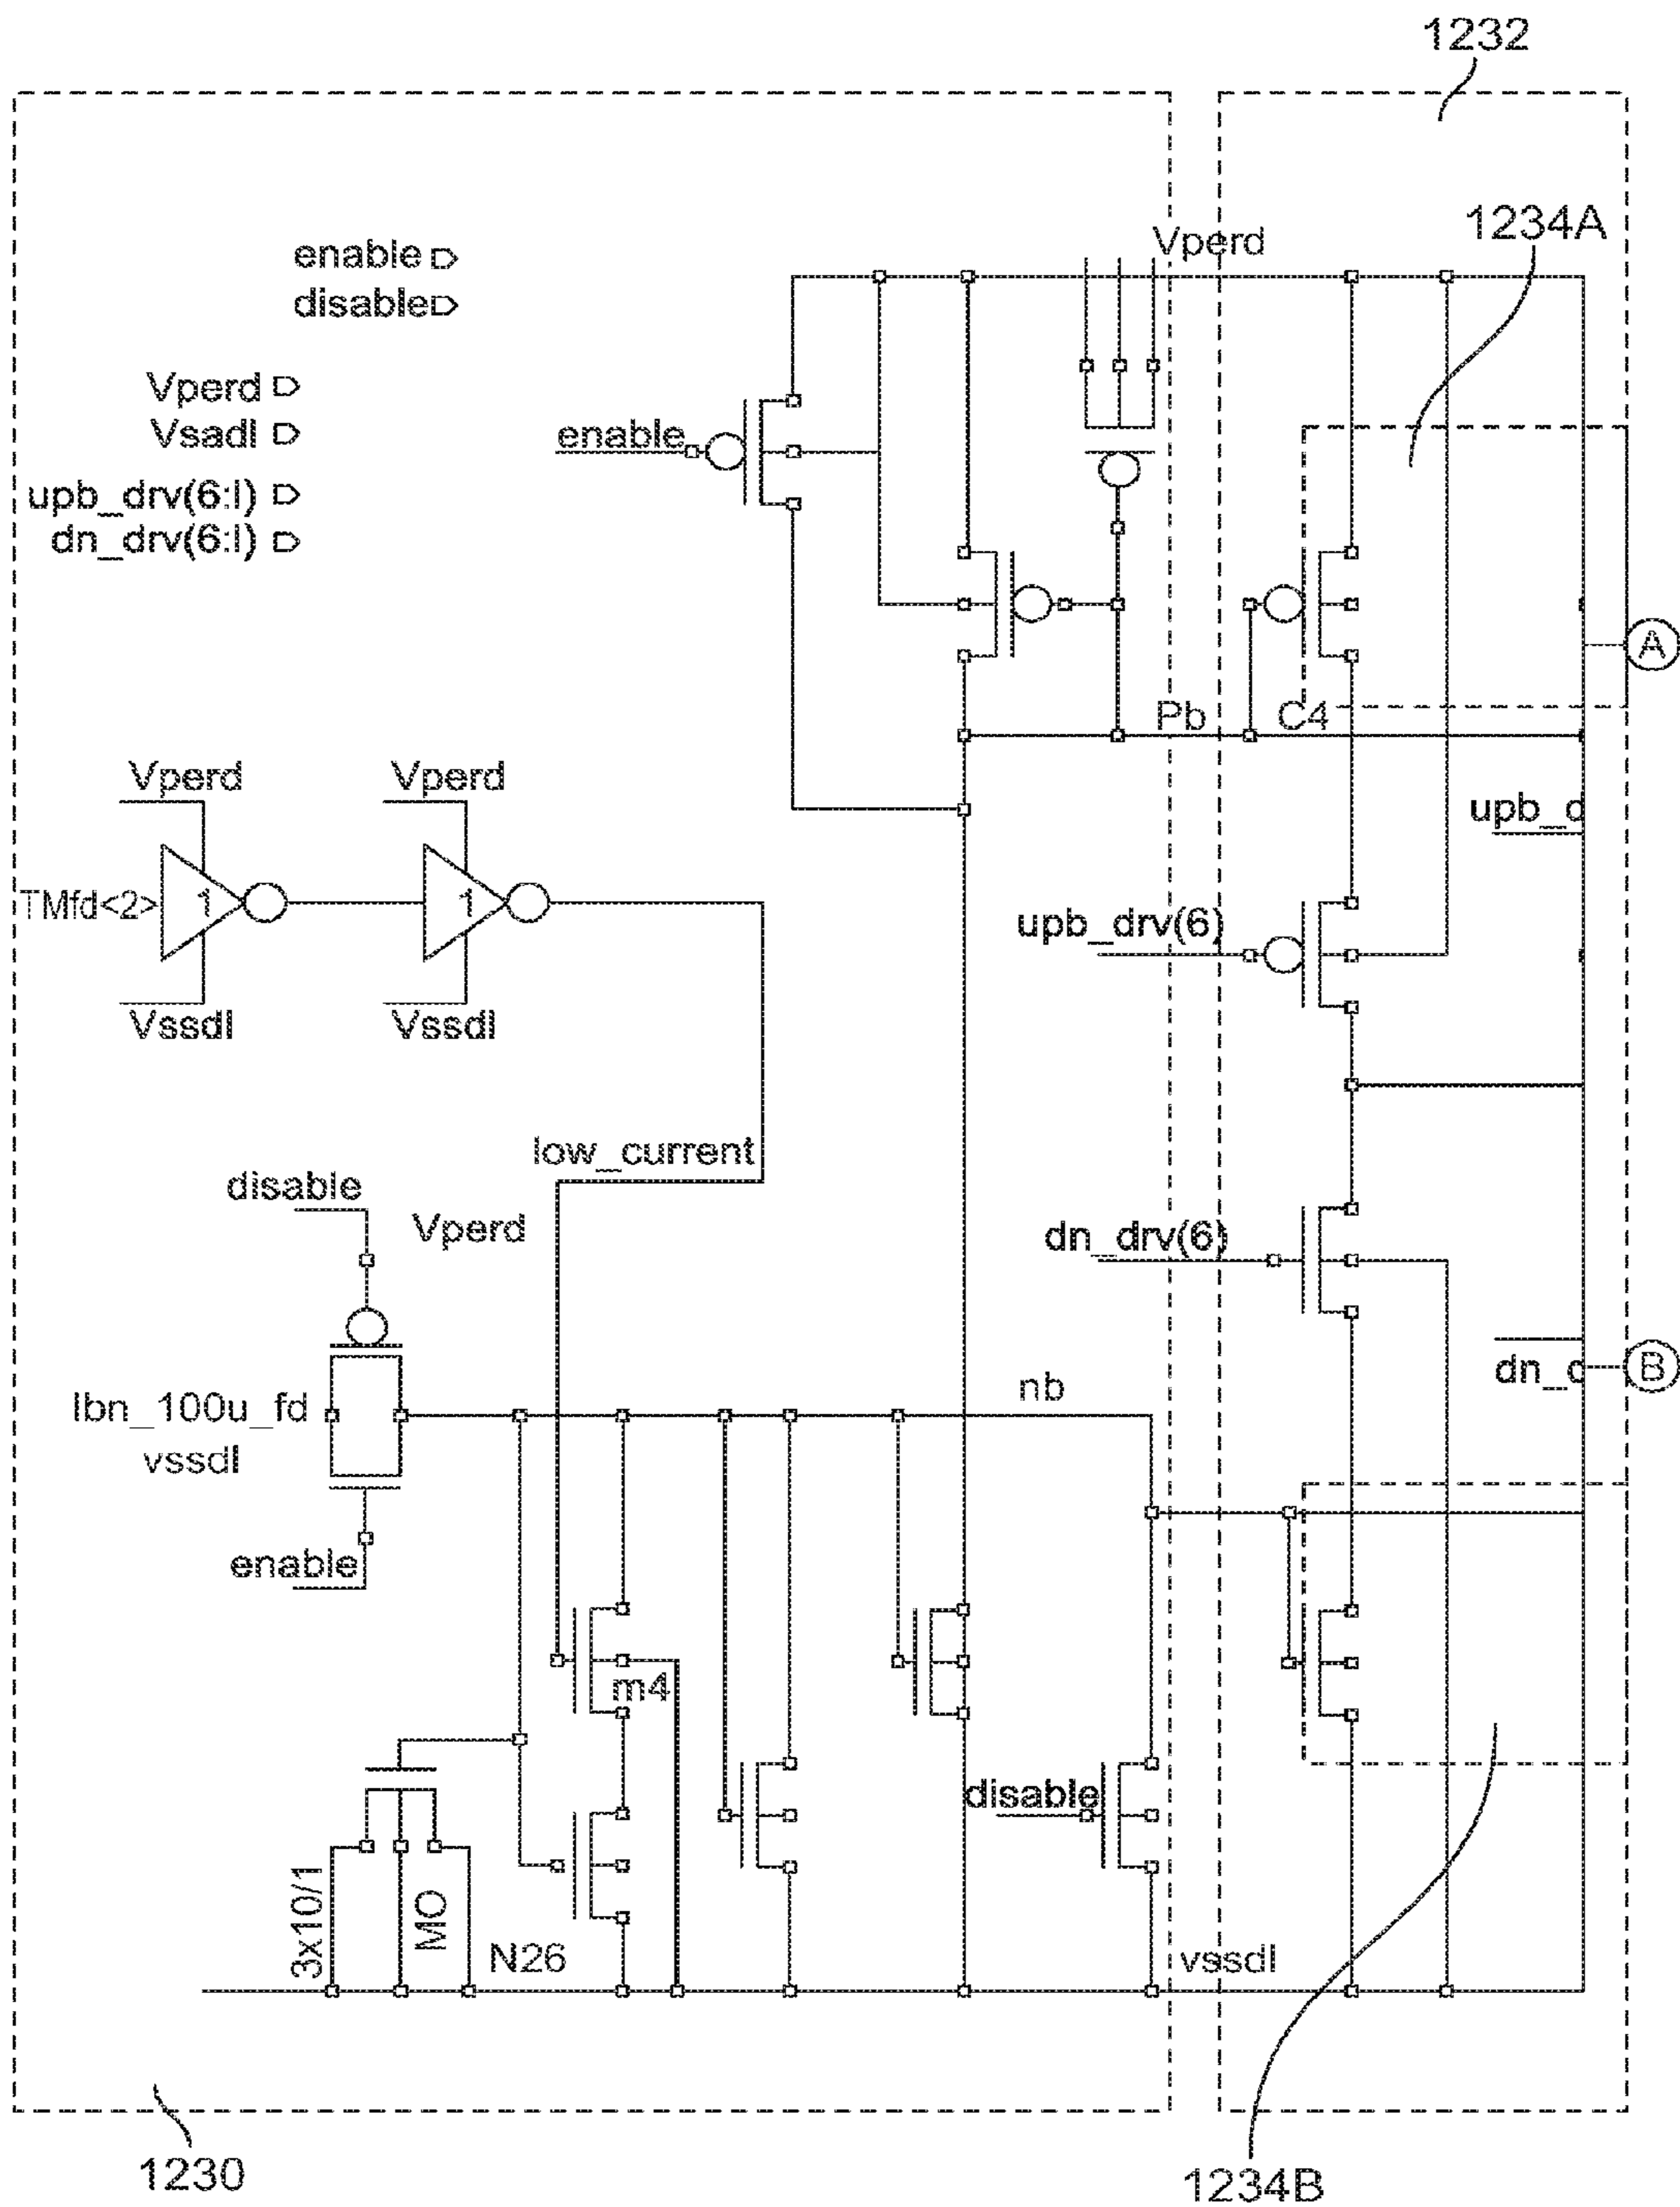 1232
1234A
enable
disable
Vperd
Vperd
Vsadl
upb_drv(6:l)
dn_drv(6:l)
enable
A
Pb
C4
Vperd
Vperd
upb_d
TMfd<2>
1
1
upb_drv(6)
Vssdl
Vssdl
low_current
disable
Vperd
dn_drv(6)
dn_d
B
nb
Ibn_100u_fd
vssdl
enable
m4
disable
3x10/1
MO
N26
vssdl
1230
1234B